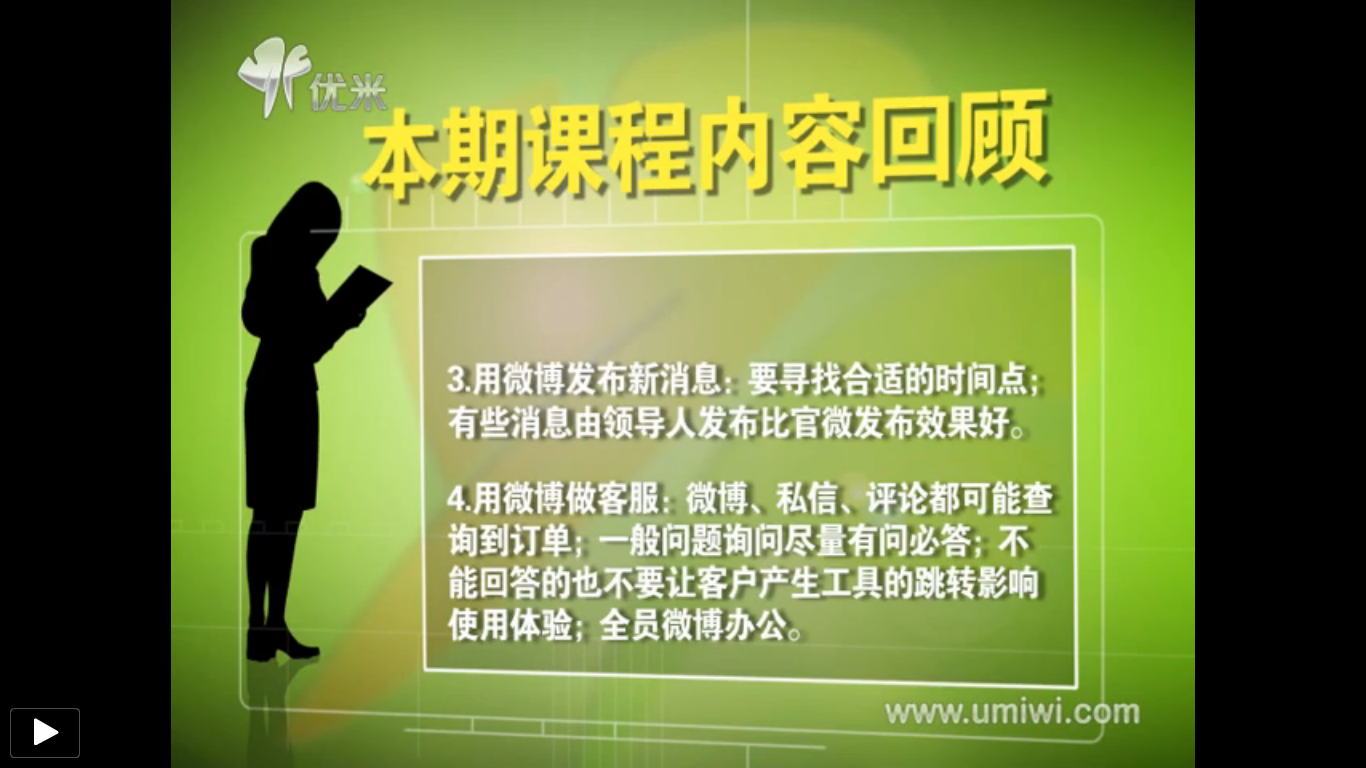 优米
本期课程内容回顾
3.用微博发布新消息：要寻找合适的时间点；
有些消息由领导人发布比官微发布效果好。
4.用微博做客服：微博、私信、评论都可能查
询到订单；一般问题询问尽量有问必答；不
能回答的也不要让客户产生工具的跳转影响
使用体验；全员微博办公。
www.umiwi.com